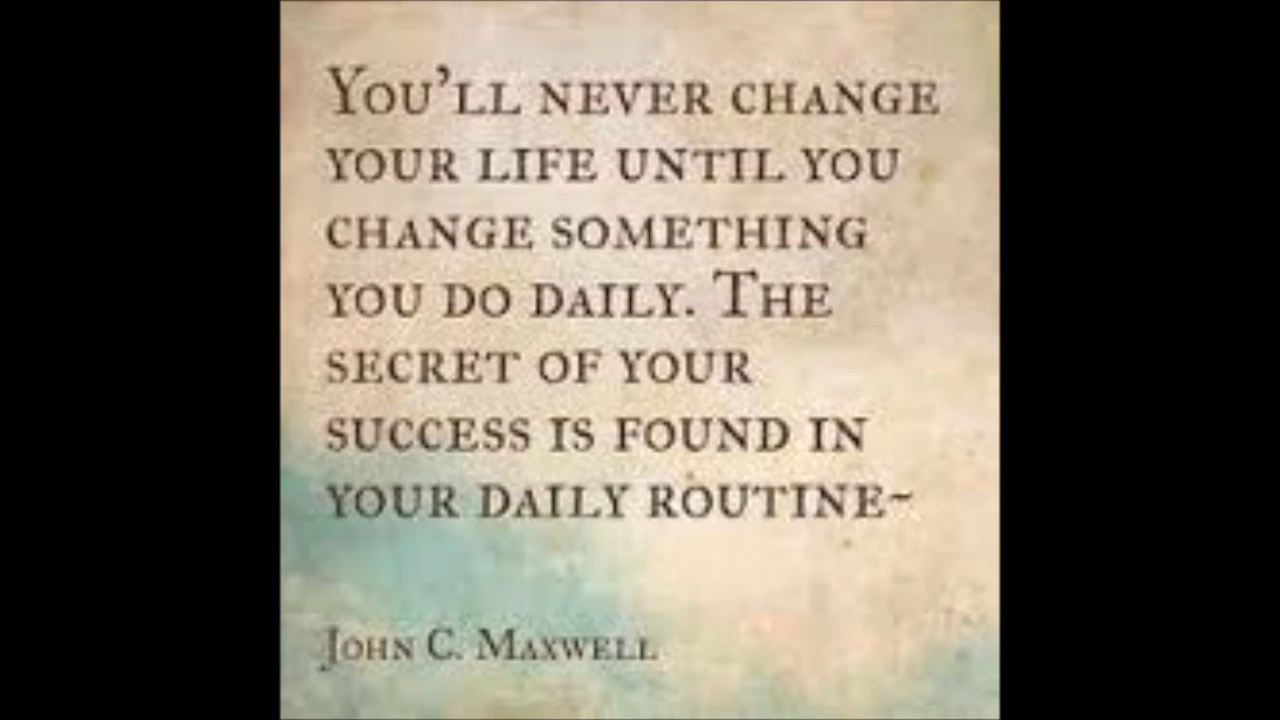 You'll never change
your life until you
change something
you do daily. The
secret of your
success is found in
your daily routine~
John C. Maxwell